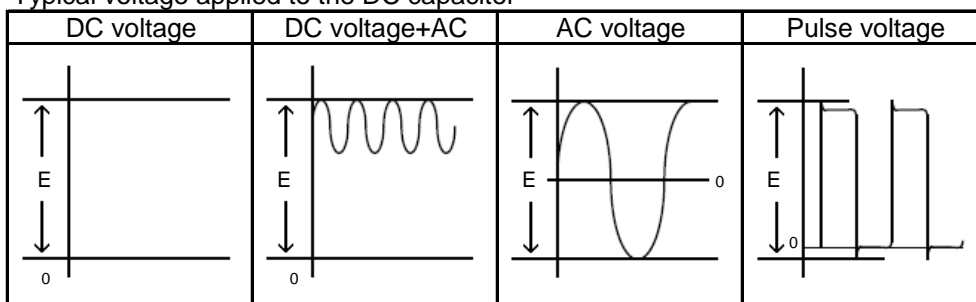 Typical voltage applied to the DC capacitor
DC voltage DC voltage+AC AC voltage Pulse voltage
E E E 0 E 0
0 0